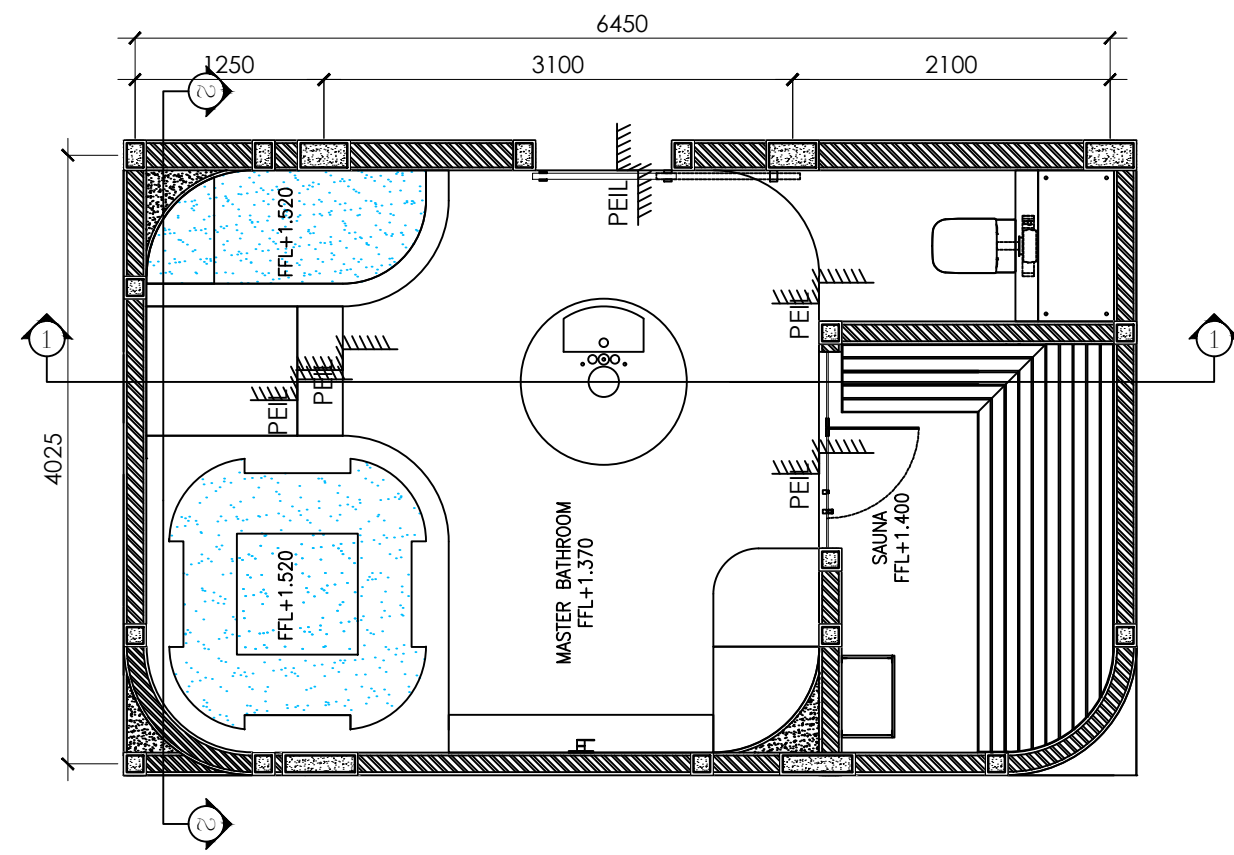 6450
1250
3100
2100
2
FFL+1.520
PEIL
PEIL
1
1
PEIL
PEIL
4025
PEIL
SAUNA
FFL+1.400
FFL+1.520
MASTER BATHROOM
FFL+1.370
2